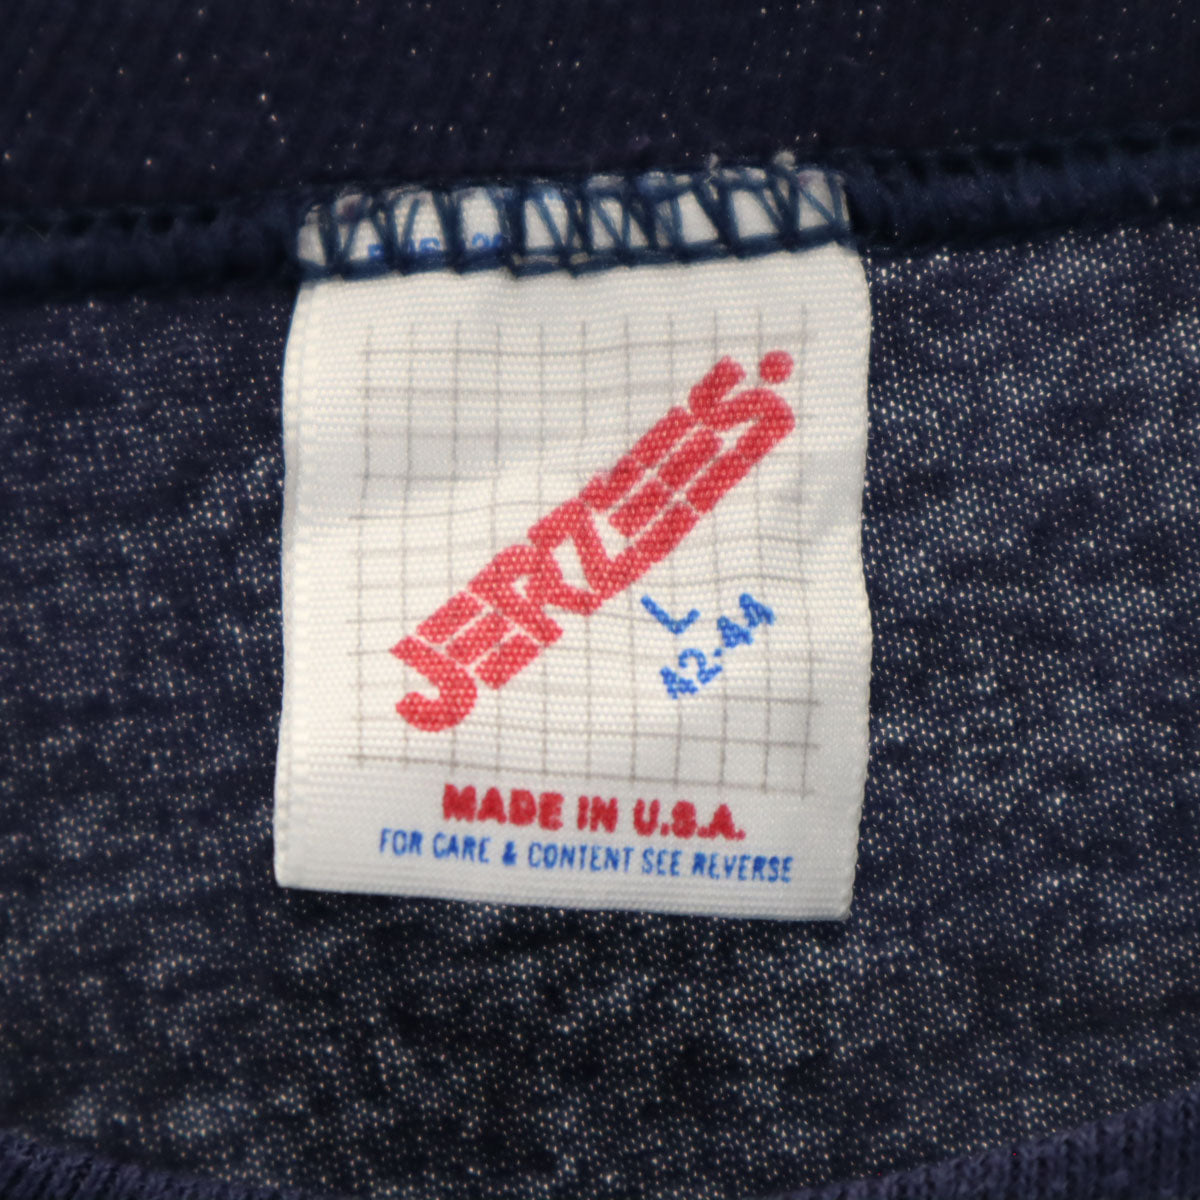 JERZEES.
L
42-44
MADE IN U.S.A.
FOR CARE & CONTENT SEE REVERSE